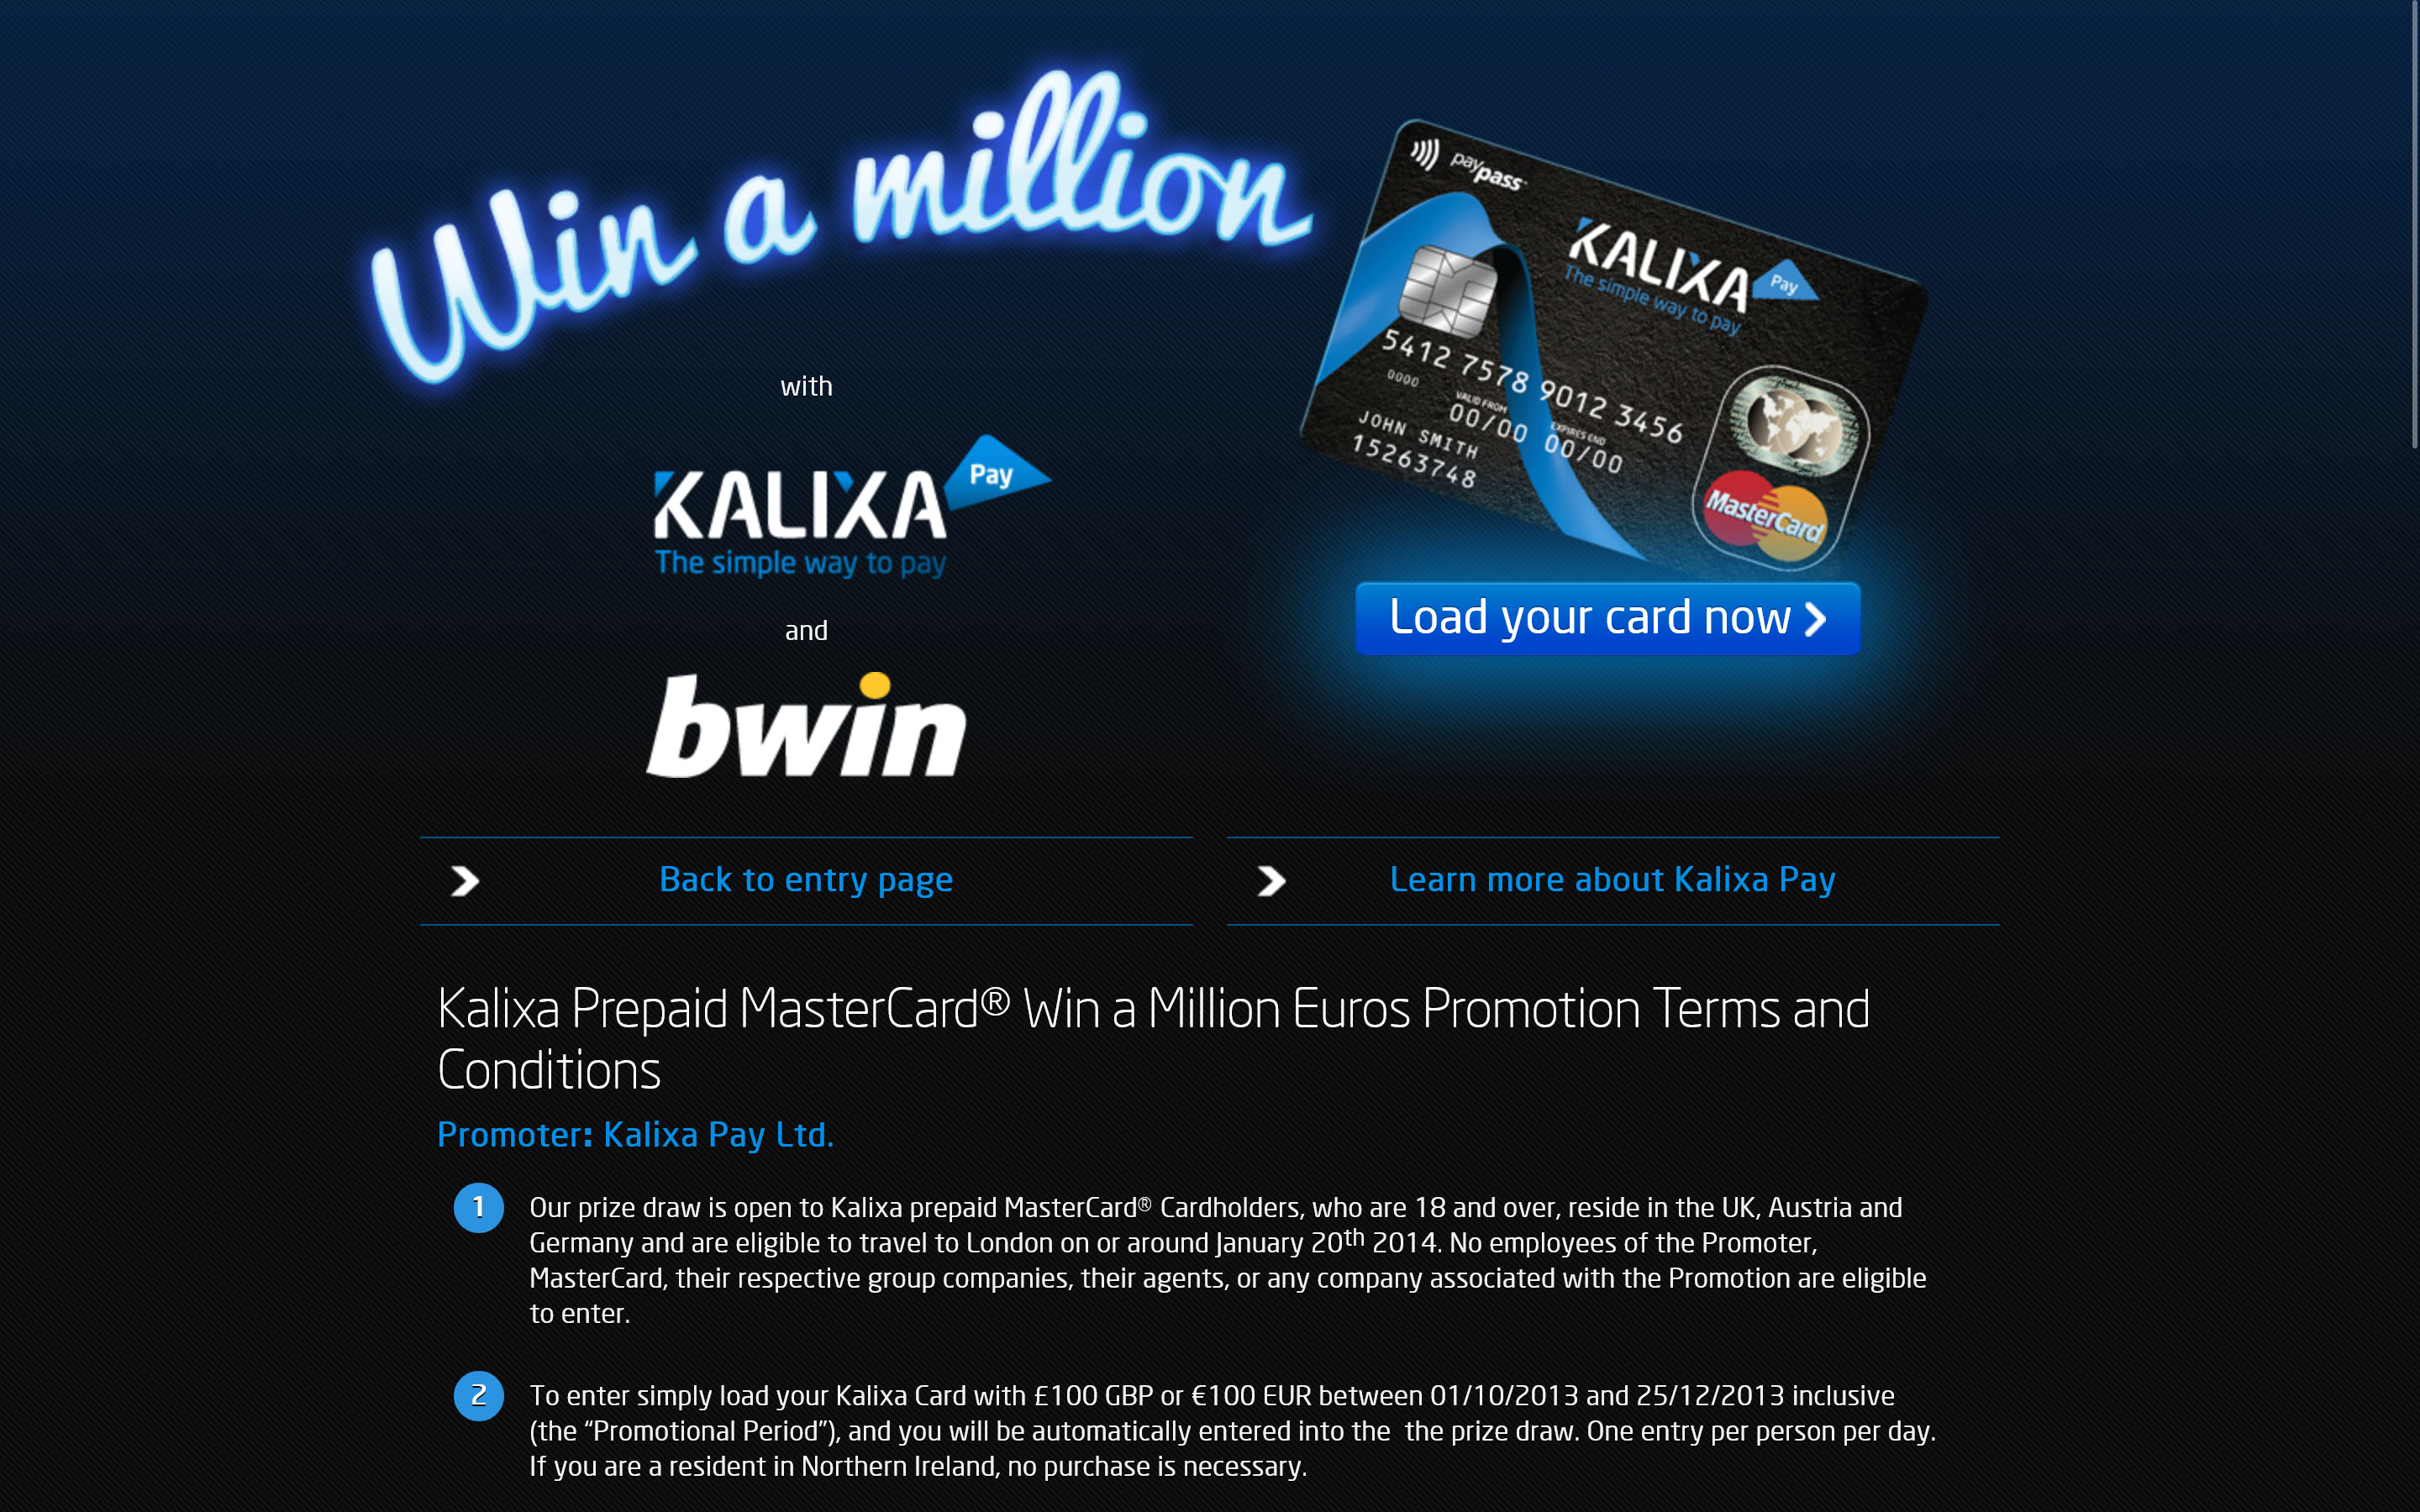 Win a million
with
KALIXA Pay
The simple way to pay
and
bwin
paypass
KALIXA Pay
The simple way to pay
5412 7578 9012 3456
0000
VALID FROM
00/00
EXPIRES END
00/00
JOHN SMITH
15263748
MasterCard
Load your card now
Back to entry page
Learn more about Kalixa Pay
Kalixa Prepaid MasterCard® Win a Million Euros Promotion Terms and
Conditions
Promoter: Kalixa Pay Ltd.
1 Our prize draw is open to Kalixa prepaid MasterCard® Cardholders, who are 18 and over, reside in the UK, Austria and
Germany and are eligible to travel to London on or around January 20th 2014. No employees of the Promoter,
MasterCard, their respective group companies, their agents, or any company associated with the Promotion are eligible
to enter.
2 To enter simply load your Kalixa Card with £100 GBP or €100 EUR between 01/10/2013 and 25/12/2013 inclusive
(the “Promotional Period”), and you will be automatically entered into the  the prize draw. One entry per person per day.
If you are a resident in Northern Ireland, no purchase is necessary.